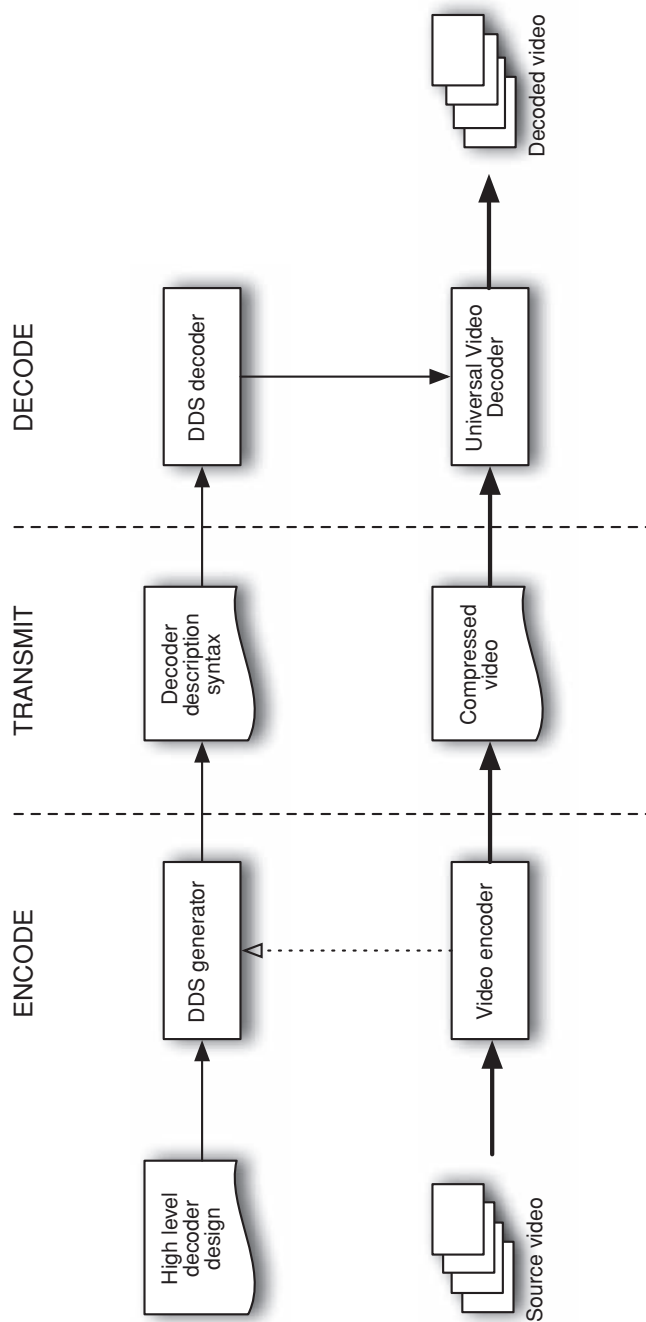 ENCODE
TRANSMIT
DECODE
High level
decoder
design
DDS generator
Decoder
description
syntax
DDS decoder
Source video
Video encoder
Compressed
video
Universal Video
Decoder
Decoded video